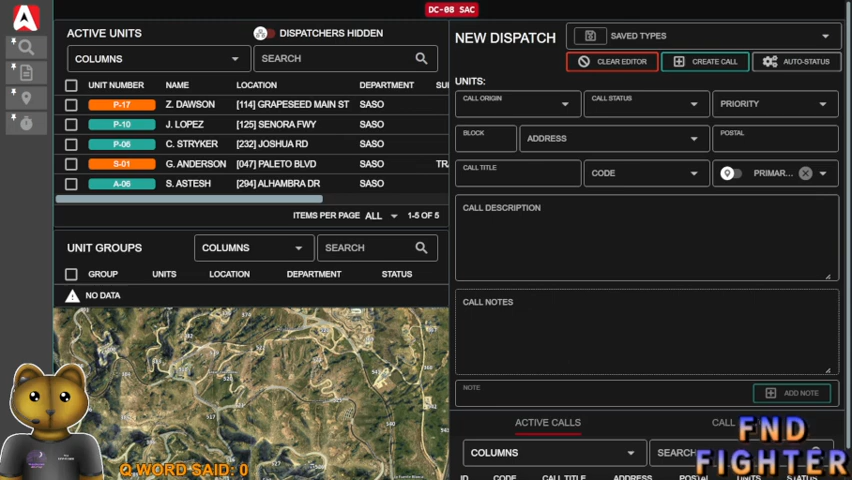 DC-08 SAC
ACTIVE UNITS
DISPATCHERS HIDDEN
COLUMNS
SEARCH
UNIT NUMBER NAME LOCATION DEPARTMENT
P-17 Z. DAWSON [114] GRAPESEED MAIN ST SASO
P-10 J. LOPEZ [125] SENORA FWY SASO
P-06 C. STRYKER [232] JOSHUA RD SASO
S-01 G. ANDERSON [047] PALETO BLVD SASO
A-06 S. ASTESH [294] ALHAMBRA DR SASO
ITEMS PER PAGE ALL 1-5 OF 5
UNIT GROUPS
COLUMNS
SEARCH
GROUP UNITS LOCATION DEPARTMENT STATUS
NO DATA
Q WORD SAID: 0
NEW DISPATCH
SAVED TYPES
CLEAR EDITOR
CREATE CALL
AUTO-STATUS
UNITS:
CALL ORIGIN
CALL STATUS
PRIORITY
BLOCK
ADDRESS
POSTAL
CALL TITLE
CODE
PRIMAR...
CALL DESCRIPTION
CALL NOTES
NOTE
ADD NOTE
ACTIVE CALLS
CALL
COLUMNS
SEARCH
ID CODE CALL TITLE ADDRESS POSTAL UNITS STATUS
FND
FIGHTER